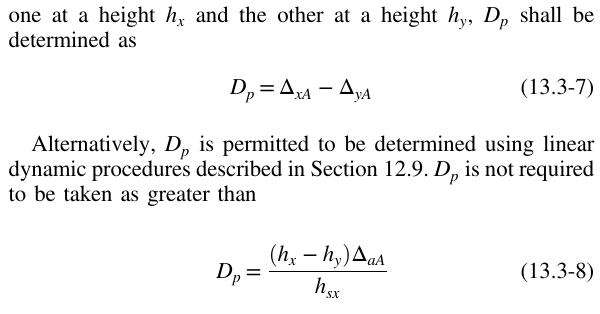 one at a height hₓ and the other at a height h_y, D_p shall be
determined as
D_p = Δ_xA − Δ_yA (13.3-7)
Alternatively, D_p is permitted to be determined using linear
dynamic procedures described in Section 12.9. D_p is not required
to be taken as greater than
D_p = (hₓ − h_y)Δ_aA / h_sx (13.3-8)